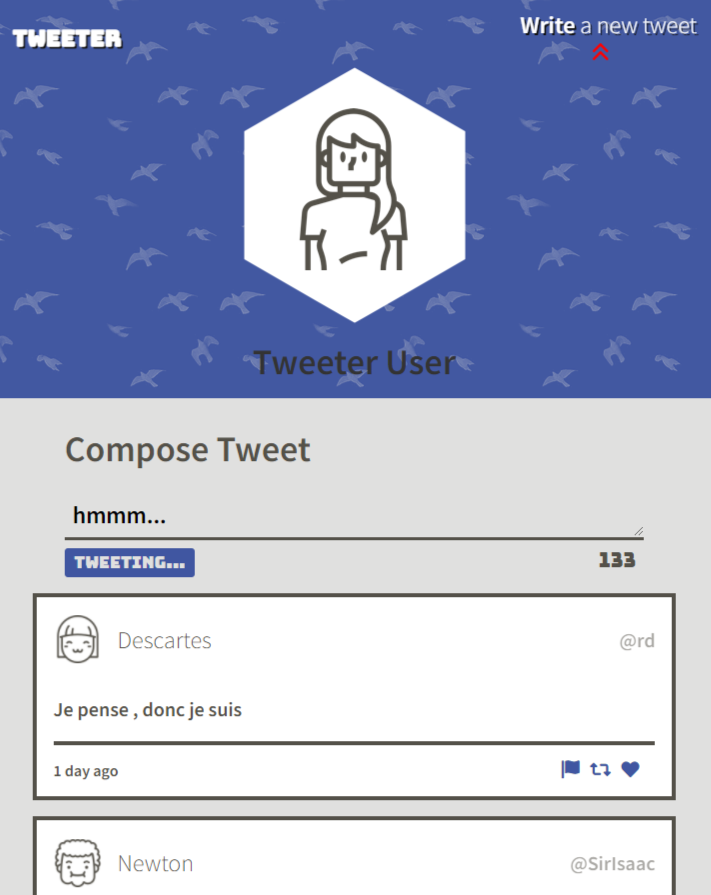 TWEETER
Write a new tweet
Tweeter User
Compose Tweet
hmmm...
TWEETING...
133
Descartes
@rd
Je pense , donc je suis
1 day ago
Newton
@SirIsaac